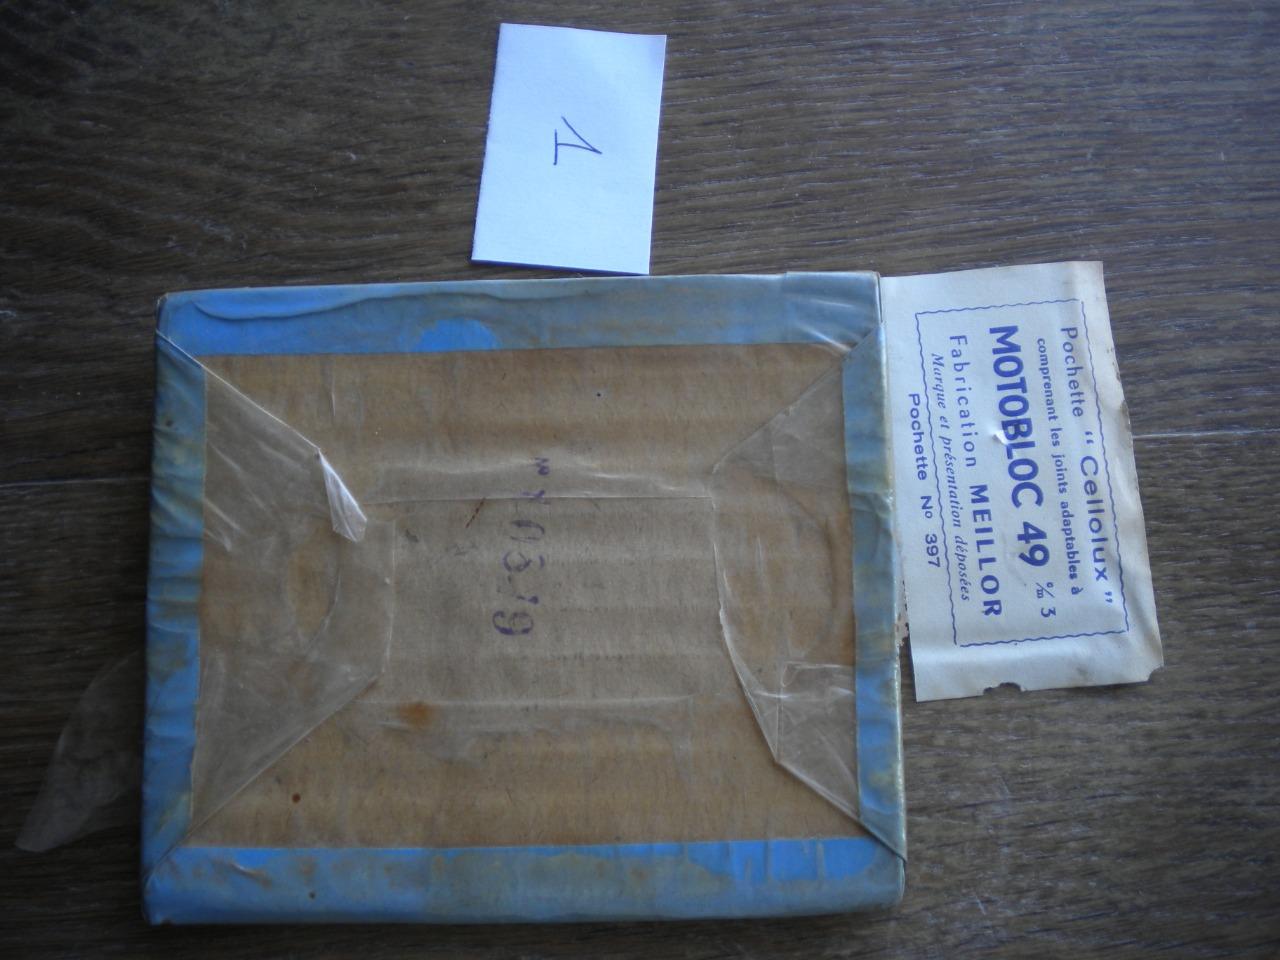 1
Pochette “ Cellolux ”
comprenant les joints adaptables à
MOTOBLOC 49 º/m 3
Fabrication MEILLOR
Marque et présentation déposées
Pochette No 397